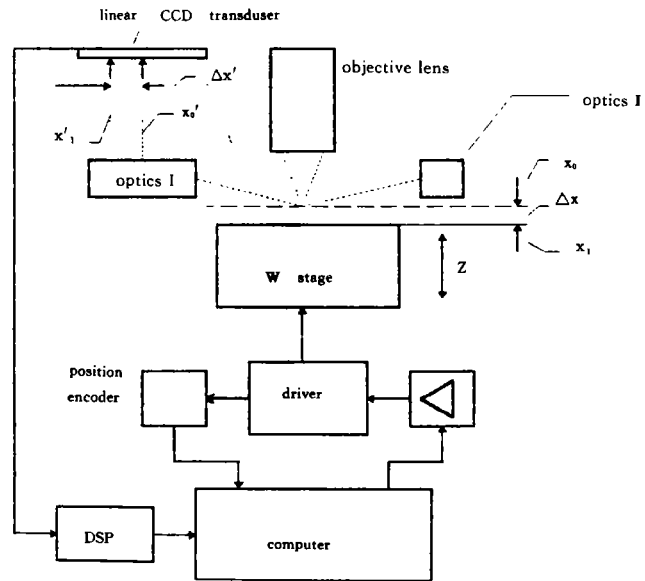 linear CCD transduser
Δx'
x₀'
x'₁
objective lens
optics I
optics I
x₀
Δx
x₁
W stage
Z
position
encoder
driver
DSP
computer